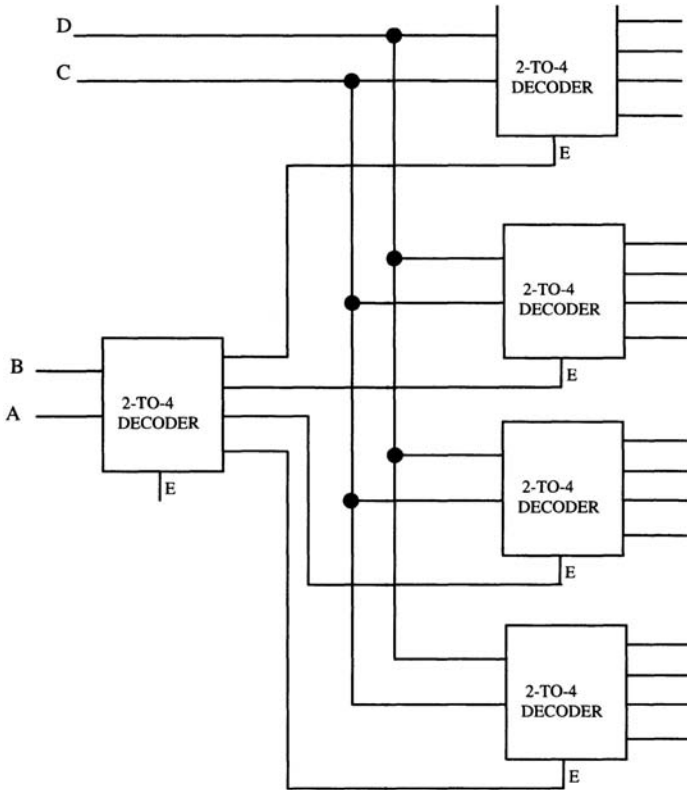 D
C
2-TO-4
DECODER
E
2-TO-4
DECODER
E
B
A
2-TO-4
DECODER
E
2-TO-4
DECODER
E
2-TO-4
DECODER
E